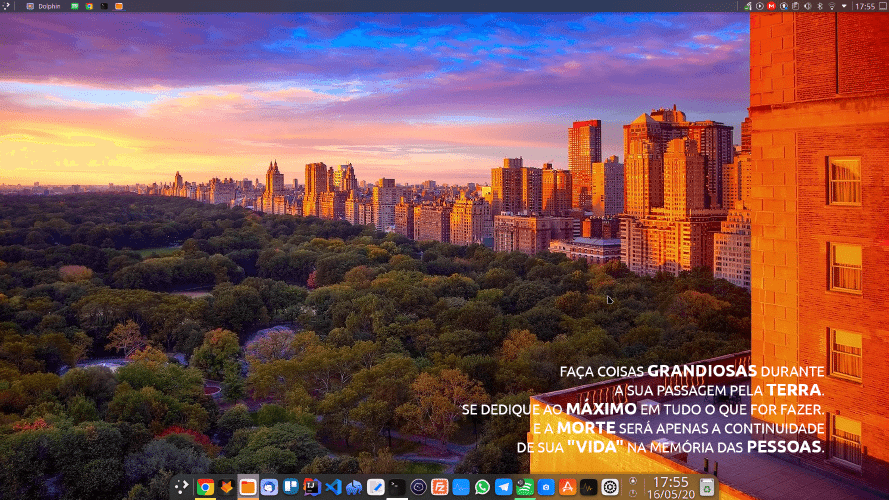 Dolphin
17:55
FAÇA COISAS GRANDIOSAS DURANTE
A SUA PASSAGEM PELA TERRA.
SE DEDIQUE AO MÁXIMO EM TUDO O QUE FOR FAZER.
E A MORTE SERÁ APENAS A CONTINUIDADE
DE SUA "VIDA" NA MEMÓRIA DAS PESSOAS.
17:55
16/05/20